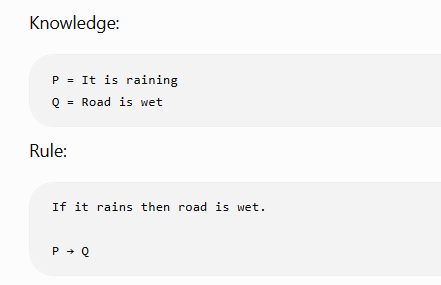 Knowledge:
P = It is raining
Q = Road is wet
Rule:
If it rains then road is wet.
P → Q